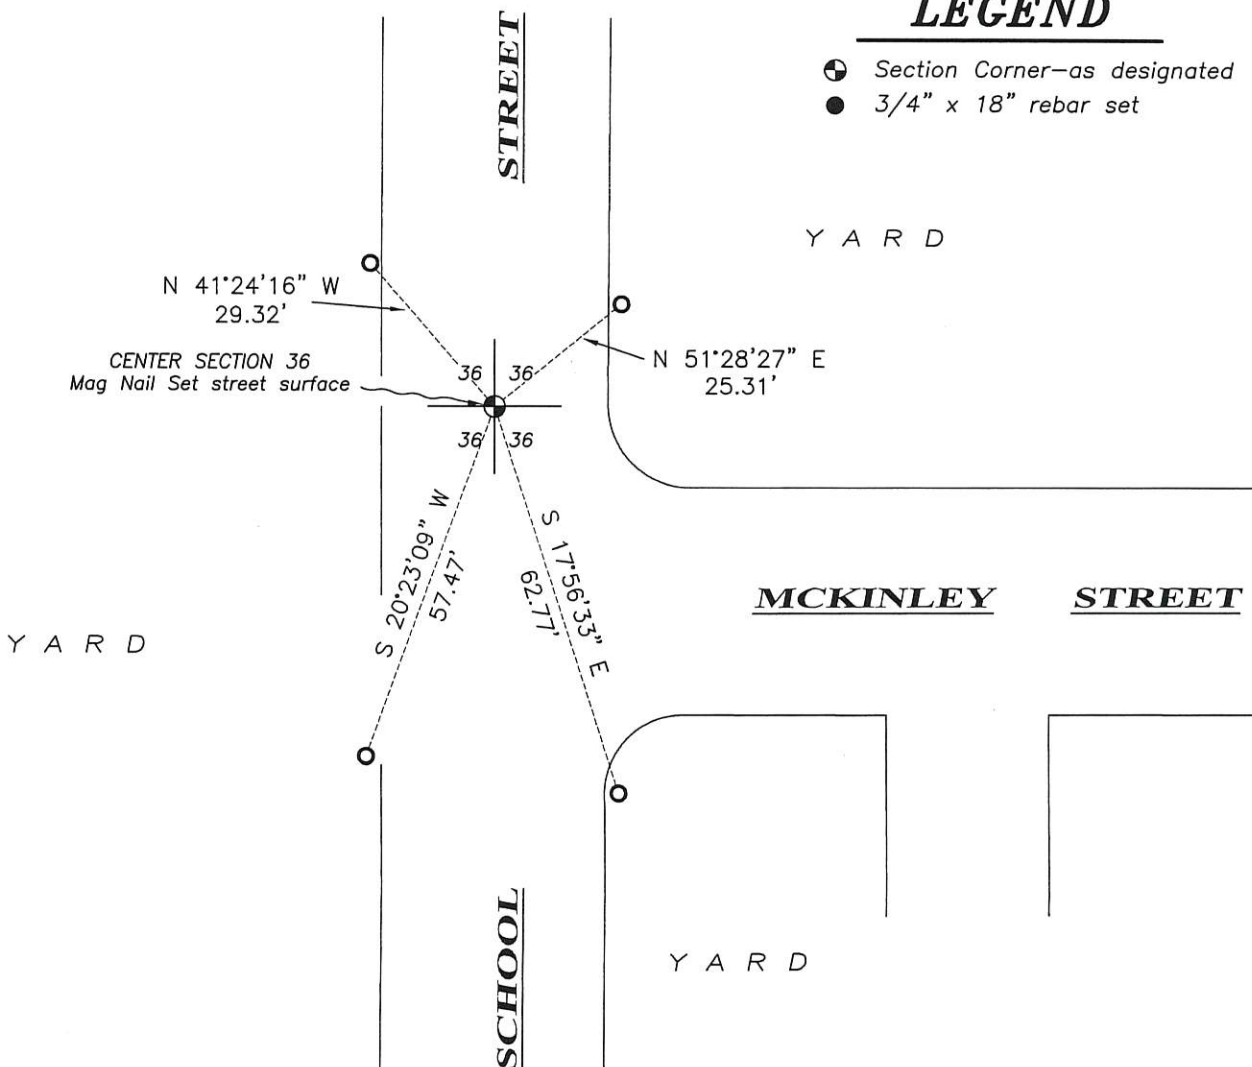 LEGEND
Section Corner-as designated
3/4" x 18" rebar set
STREET
YARD
N 41°24'16" W
29.32'
CENTER SECTION 36
Mag Nail Set street surface
36 36
N 51°28'27" E
25.31'
36 36
S 20°23'09" W
57.47'
S 17°56'33" E
62.77'
MCKINLEY STREET
YARD
SCHOOL
YARD